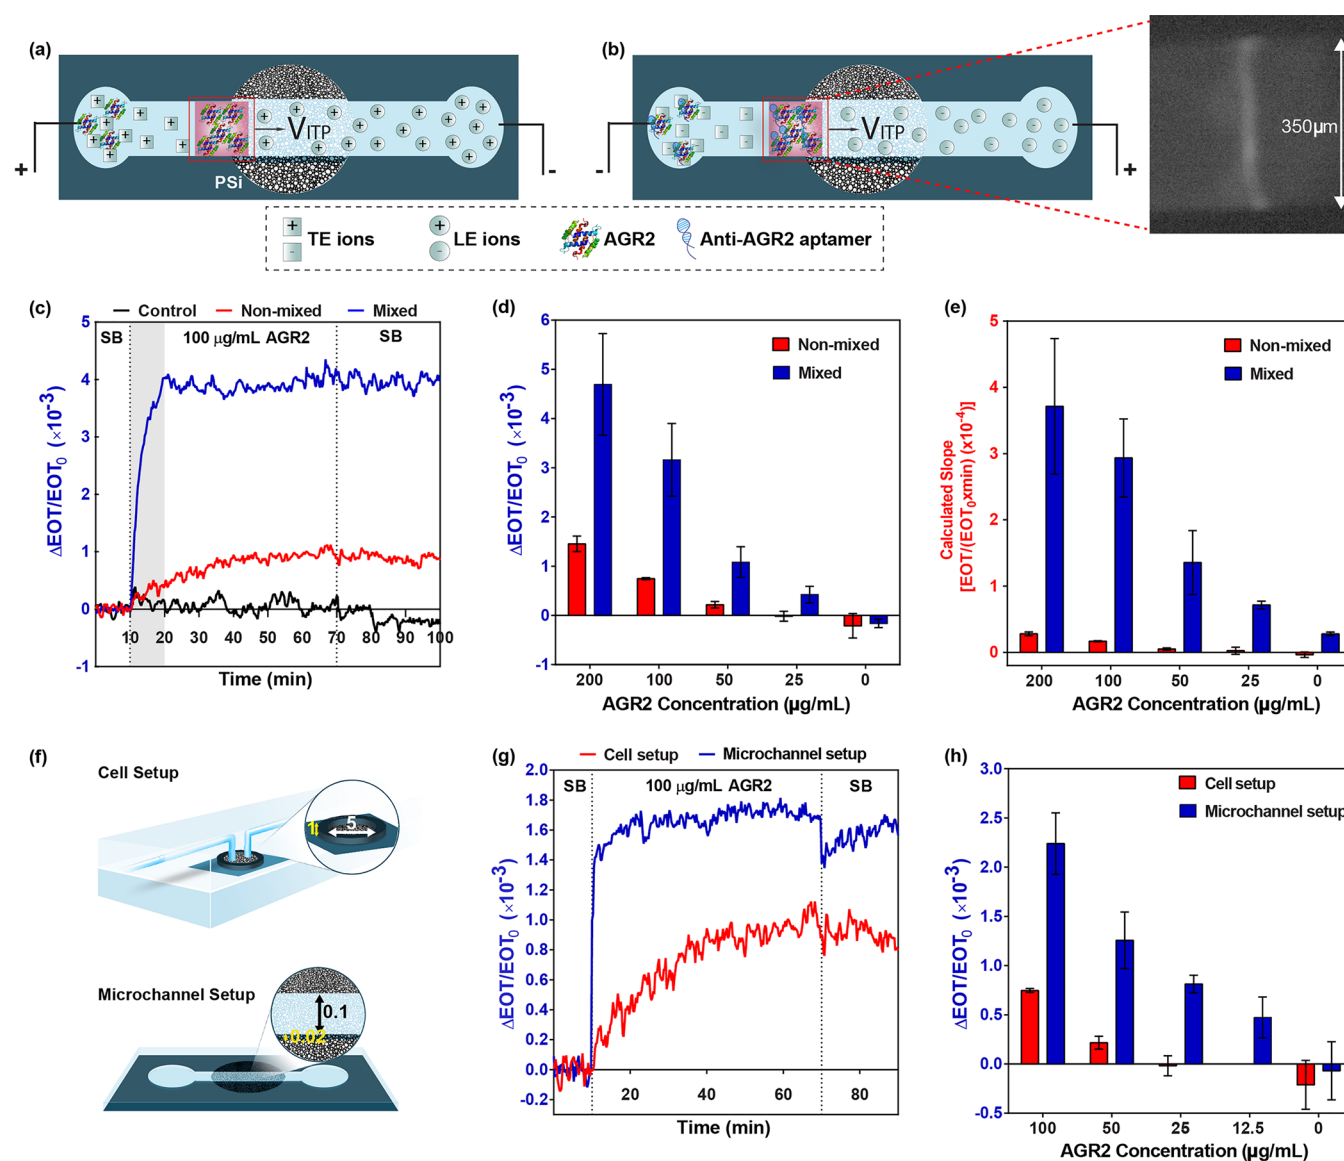 (a)
+
-
V_ITP
PSi
(b)
-
+
V_ITP
350µm
TE ions
LE ions
AGR2
Anti-AGR2 aptamer
(c)
Control Non-mixed Mixed
SB 100 µg/mL AGR2 SB
ΔEOT/EOT₀ (×10⁻³)
5
4
3
2
1
0
-1
10 20 30 40 50 60 70 80 90 100
Time (min)
(d)
Non-mixed
Mixed
ΔEOT/EOT₀ (×10⁻³)
6
5
4
3
2
1
0
-1
200 100 50 25 0
AGR2 Concentration (µg/mL)
(e)
Non-mixed
Mixed
Calculated Slope
[EOT/(EOT₀xmin) (x10⁻⁴)]
5
4
3
2
1
0
200 100 50 25 0
AGR2 Concentration (µg/mL)
(f)
Cell Setup
1
5
Microchannel Setup
0.1
0.02
(g)
Cell setup Microchannel setup
SB 100 µg/mL AGR2 SB
ΔEOT/EOT₀ (×10⁻³)
2.0
1.8
1.6
1.4
1.2
1.0
0.8
0.6
0.4
0.2
0.0
-0.2
20 40 60 80
Time (min)
(h)
Cell setup
Microchannel setup
ΔEOT/EOT₀ (×10⁻³)
3.0
2.5
2.0
1.5
1.0
0.5
0.0
-0.5
100 50 25 12.5 0
AGR2 Concentration (µg/mL)